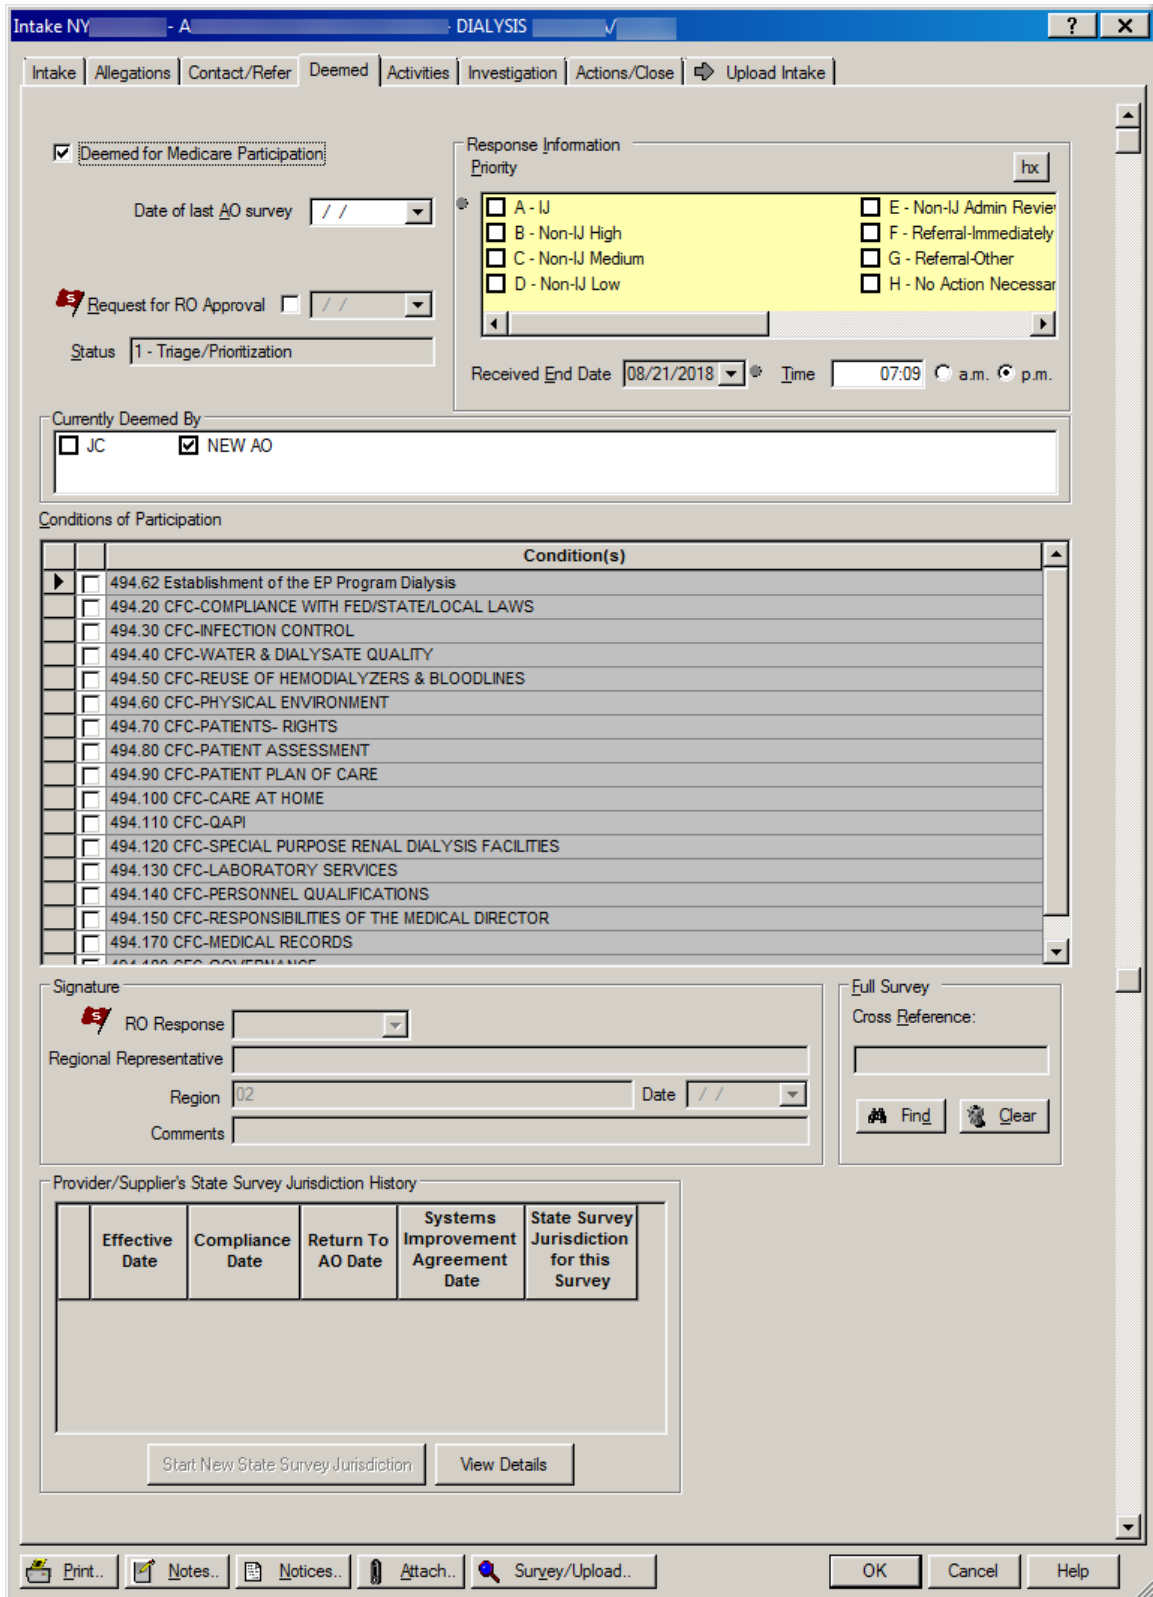 Intake NY - A - DIALYSIS
Intake Allegations Contact/Refer Deemed Activities Investigation Actions/Close Upload Intake
Deemed for Medicare Participation
Date of last AO survey / /
Request for RO Approval / /
Status 1 - Triage/Prioritization
Response Information
Priority
hx
A - IJ
B - Non-IJ High
C - Non-IJ Medium
D - Non-IJ Low
E - Non-IJ Admin Review
F - Referral-Immediately
G - Referral-Other
H - No Action Necessar
Received End Date 08/21/2018 Time 07:09 a.m. p.m.
Currently Deemed By
JC NEW AO
Conditions of Participation
Condition(s)
494.62 Establishment of the EP Program Dialysis
494.20 CFC-COMPLIANCE WITH FED/STATE/LOCAL LAWS
494.30 CFC-INFECTION CONTROL
494.40 CFC-WATER & DIALYSATE QUALITY
494.50 CFC-REUSE OF HEMODIALYZERS & BLOODLINES
494.60 CFC-PHYSICAL ENVIRONMENT
494.70 CFC-PATIENTS- RIGHTS
494.80 CFC-PATIENT ASSESSMENT
494.90 CFC-PATIENT PLAN OF CARE
494.100 CFC-CARE AT HOME
494.110 CFC-QAPI
494.120 CFC-SPECIAL PURPOSE RENAL DIALYSIS FACILITIES
494.130 CFC-LABORATORY SERVICES
494.140 CFC-PERSONNEL QUALIFICATIONS
494.150 CFC-RESPONSIBILITIES OF THE MEDICAL DIRECTOR
494.170 CFC-MEDICAL RECORDS
494.180 CFC-GOVERNANCE
Signature
RO Response
Regional Representative
Region 02 Date / /
Comments
Full Survey
Cross Reference:
Find Clear
Provider/Supplier's State Survey Jurisdiction History
Effective Date
Compliance Date
Return To AO Date
Systems Improvement Agreement Date
State Survey Jurisdiction for this Survey
Start New State Survey Jurisdiction View Details
Print.. Notes.. Notices.. Attach.. Survey/Upload.. OK Cancel Help